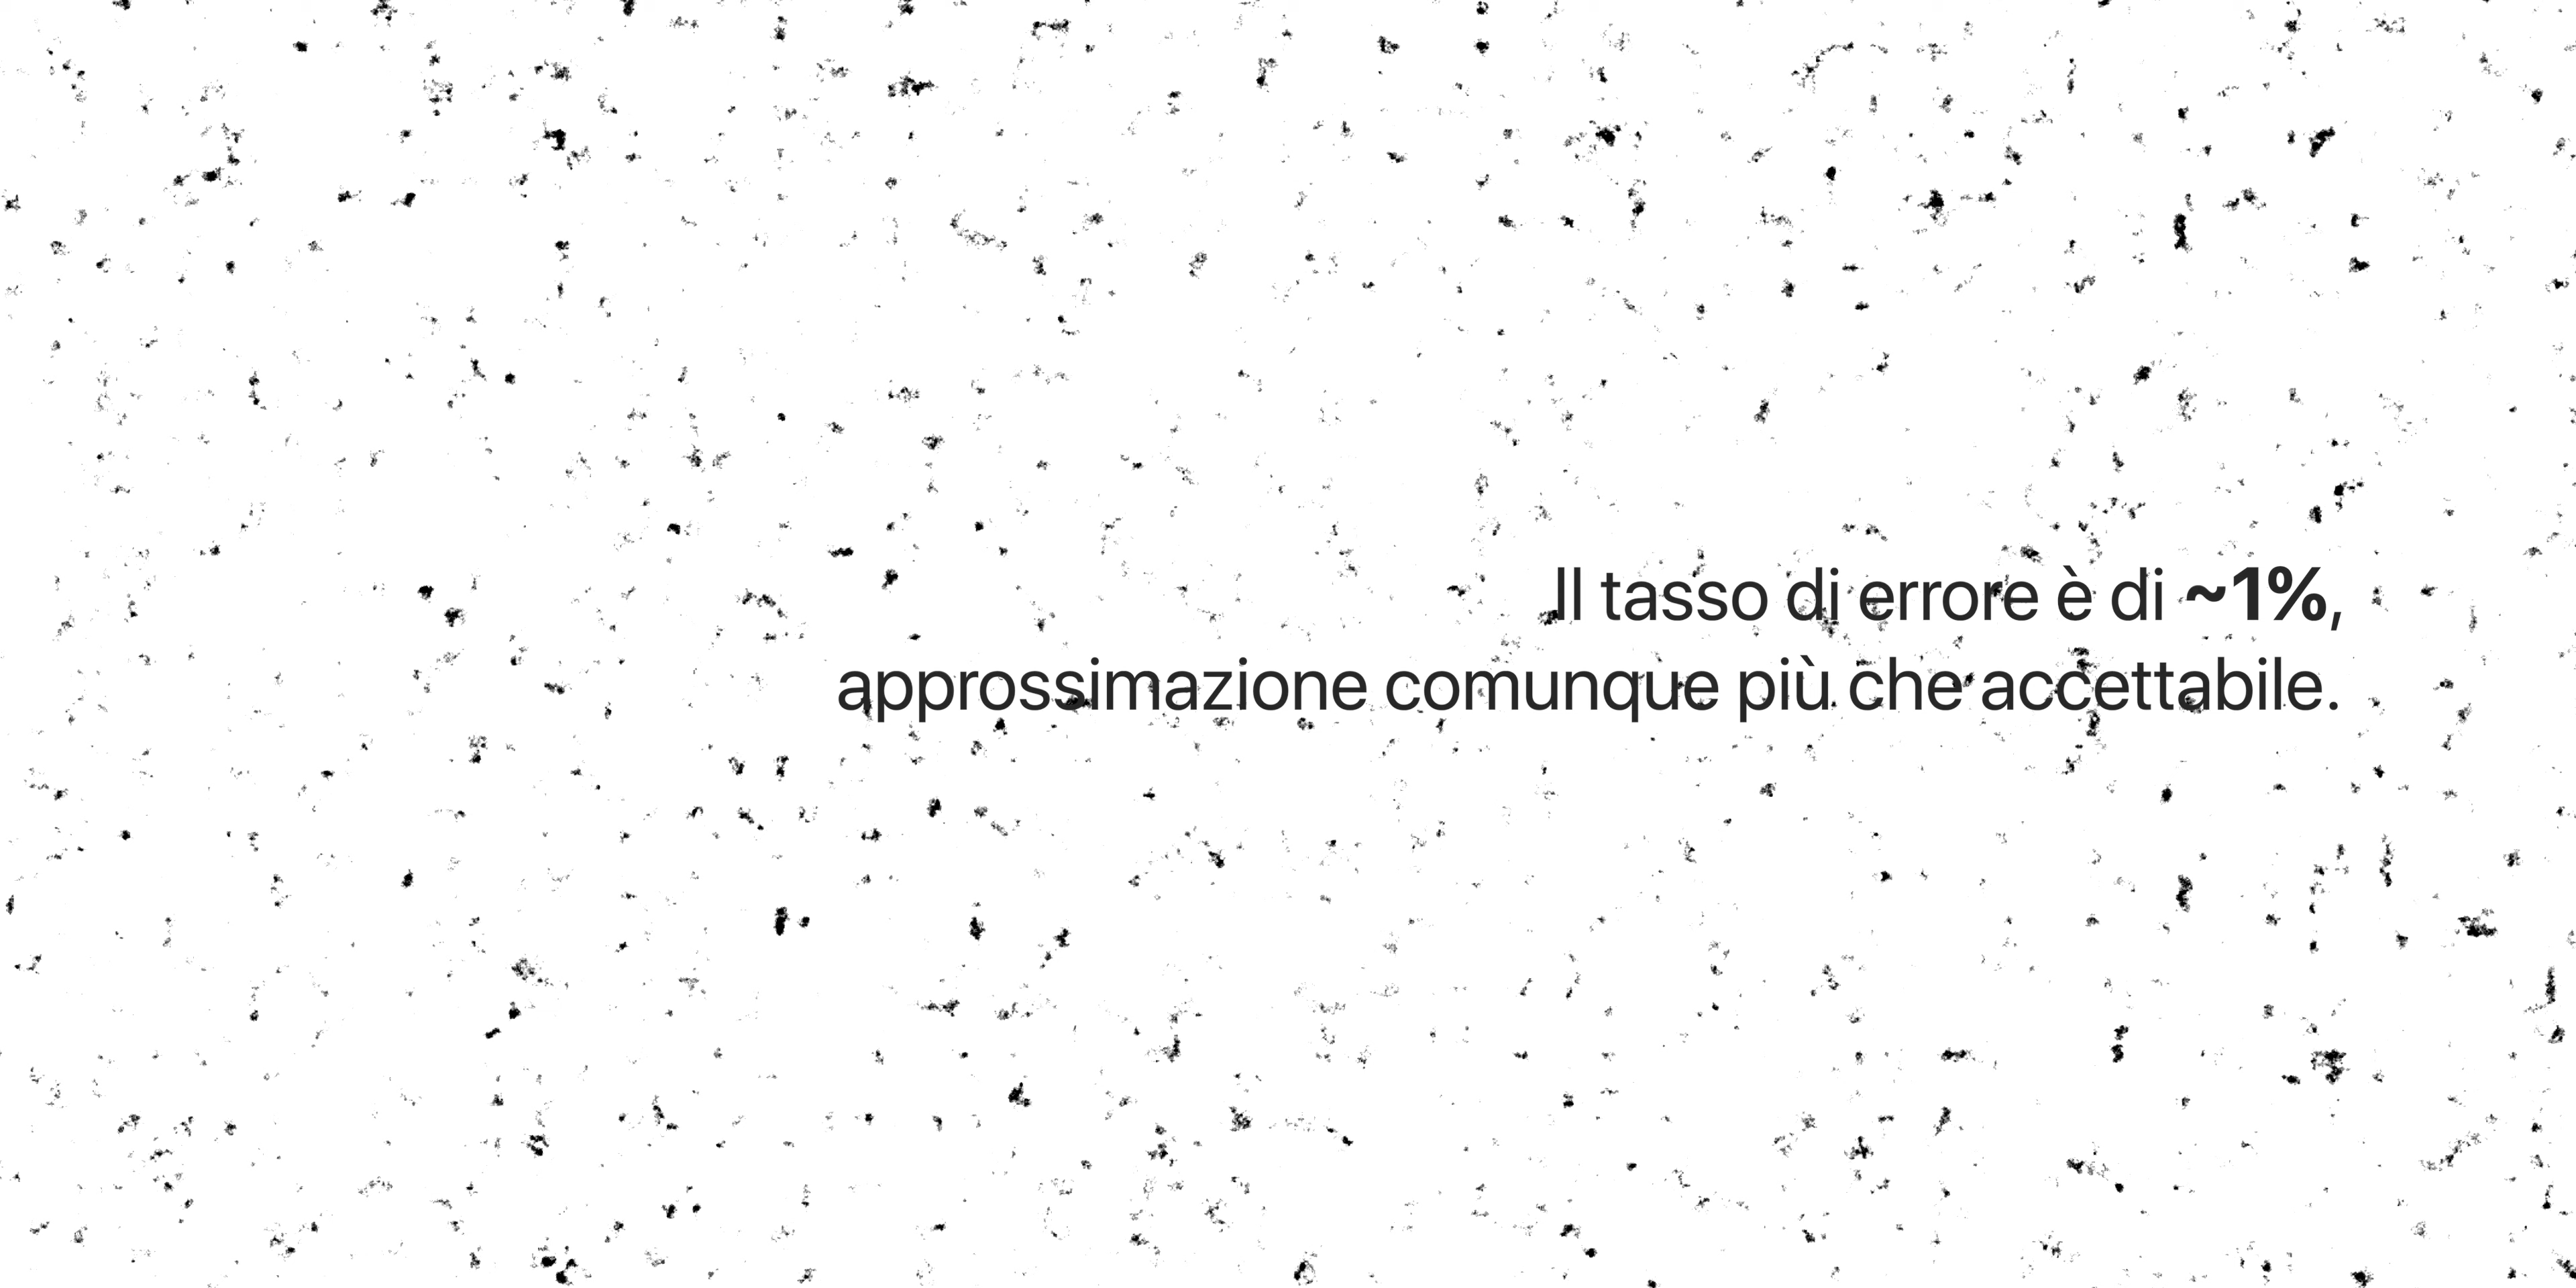 Il tasso di errore è di ~1%,
approssimazione comunque più che accettabile.